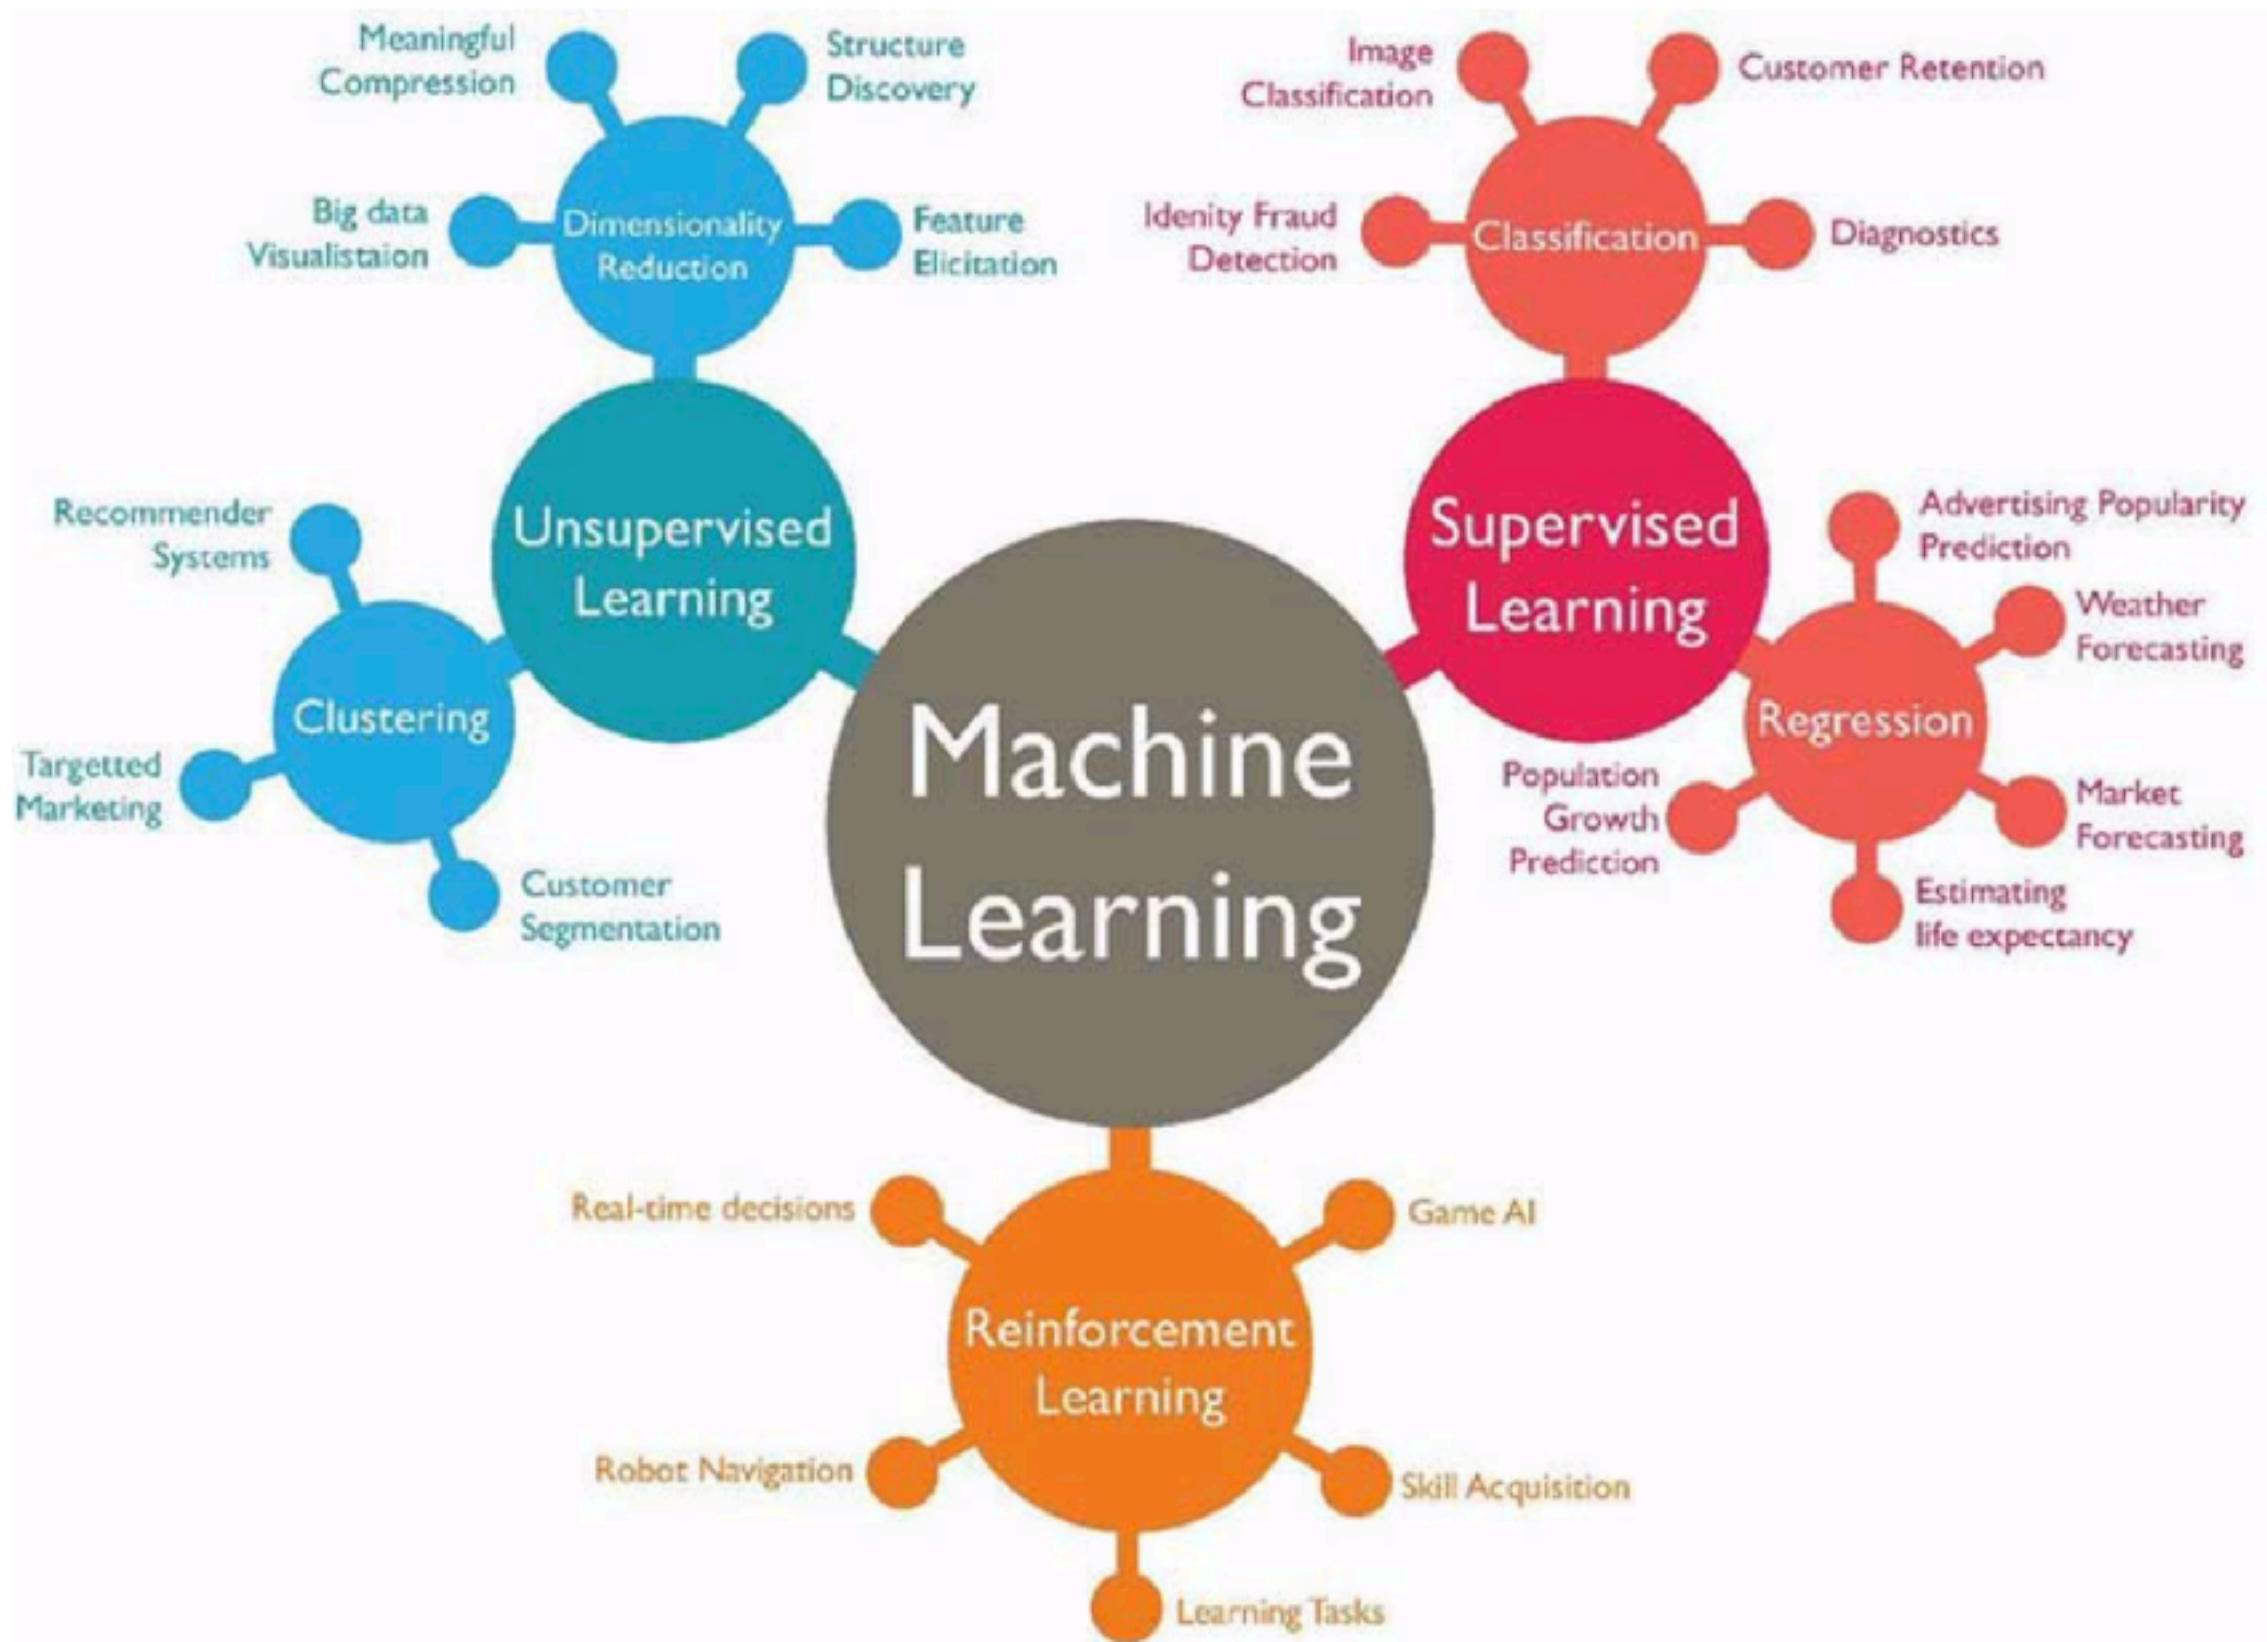 Meaningful
Compression
Structure
Discovery
Big data
Visualistaion
Dimensionality
Reduction
Feature
Elicitation
Image
Classification
Customer Retention
Idenity Fraud
Detection
Classification
Diagnostics
Unsupervised
Learning
Recommender
Systems
Clustering
Targetted
Marketing
Customer
Segmentation
Machine
Learning
Supervised
Learning
Advertising Popularity
Prediction
Weather
Forecasting
Regression
Population
Growth
Prediction
Market
Forecasting
Estimating
life expectancy
Real-time decisions
Game AI
Reinforcement
Learning
Robot Navigation
Skill Acquisition
Learning Tasks